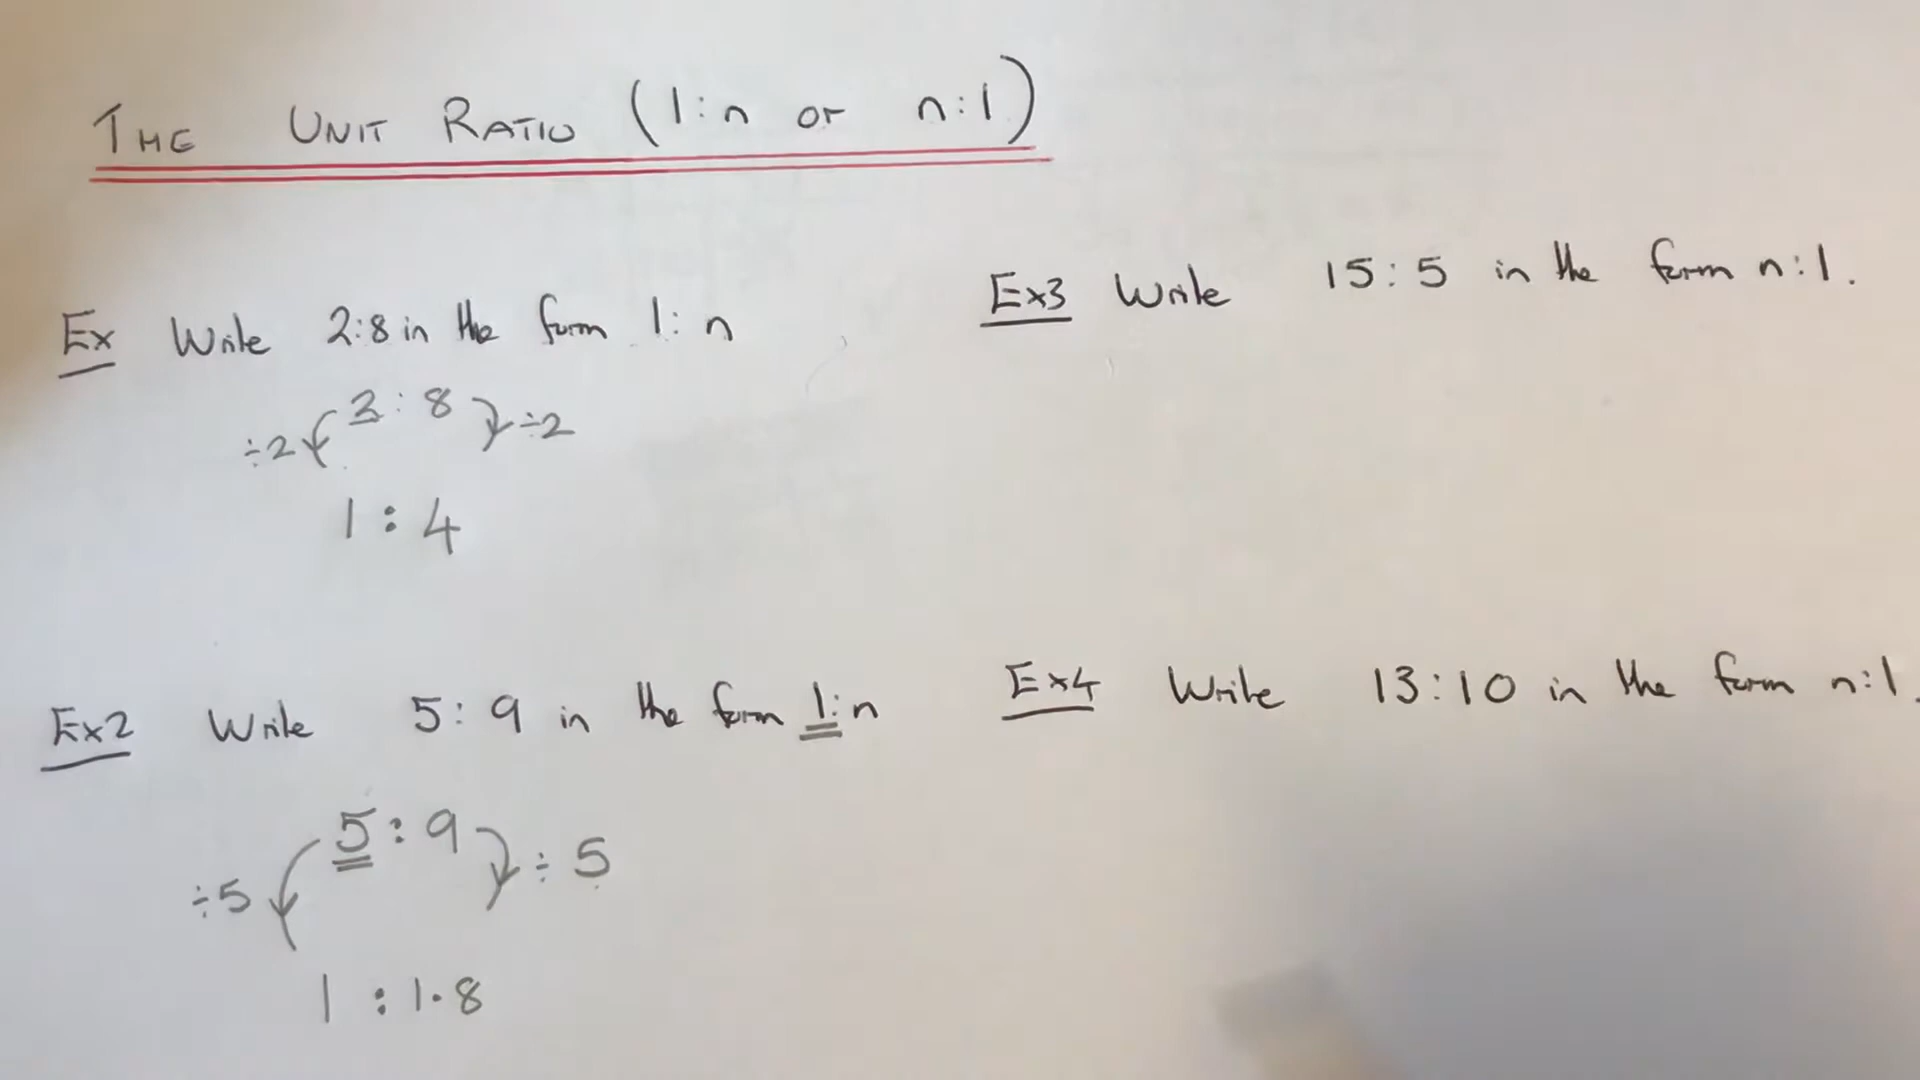 THE UNIT RATIO (1:n or n:1)
Ex Write 2:8 in the form 1:n
2:8
÷2 ÷2
1:4
Ex2 Write 5:9 in the form 1:n
5:9
÷5 ÷5
1:1·8
Ex3 Write 15:5 in the form n:1.
Ex4 Write 13:10 in the form n:1.